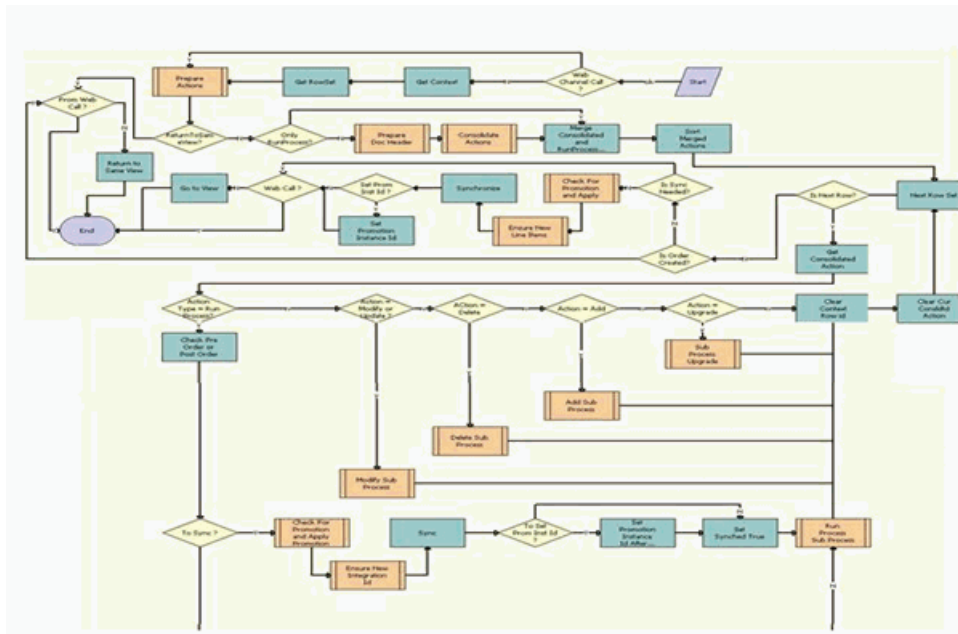 Start
Web
Channel Call
?
Get Context
Get RowSet
Prepare
Actions
From Web
Call ?
ReturnToSam
eView?
Only
RunProcess?
Prepare
Doc Header
Consolidate
Actions
Merge
Consolidated
and
RunProcess...
Sort
Merged
Actions
Return to
Same View
Go to View
Web Call ?
Set Prom
Inst Id ?
Synchronize
Check For
Promotion
and Apply
Is Sync
Needed?
Is Next Row?
Next Row Set
End
Set
Promotion
Instance Id
Ensure New
Line Items
Is Order
Created?
Get
Consolidated
Action
Action
Type = Run
Process?
Action =
Modify or
Update ?
ACtion =
Delete
Action = Add
Action =
Upgrade
Clear
Context
Row id
Clear Cur
Condltd
Action
Check Pre
Order or
Post Order
Sub
Process
Upgrade
Add Sub
Process
Delete Sub
Process
Modify Sub
Process
To Sync ?
Check For
Promotion
and Apply
Promotion
Ensure New
Integration
Id
Sync
To Set
Prom Inst Id
?
Set
Promotion
Instance
Id After...
Set
Synched True
Run
Process
Sub Process